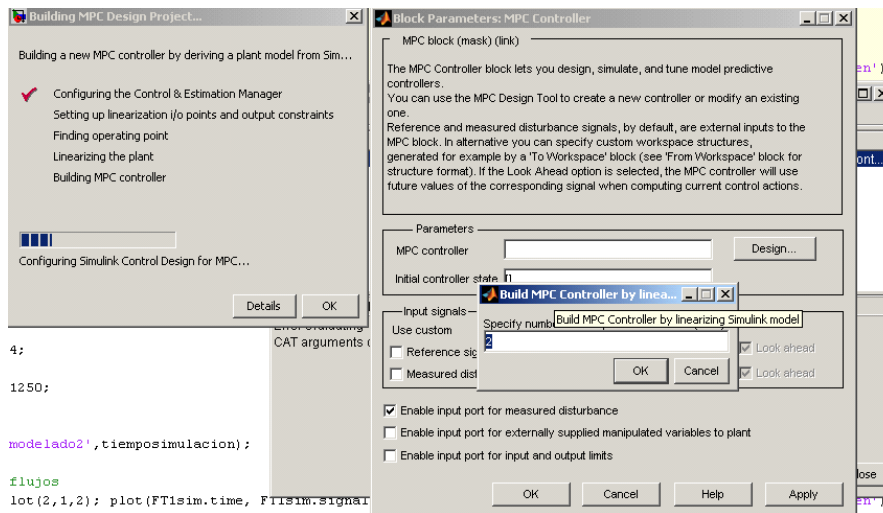 Building MPC Design Project...
Building a new MPC controller by deriving a plant model from Sim...
Configuring the Control & Estimation Manager
Setting up linearization i/o points and output constraints
Finding operating point
Linearizing the plant
Building MPC controller
Configuring Simulink Control Design for MPC...
Details
OK
CAT arguments
4;
1250;
modelado2',tiemposimulacion);
flujos
lot(2,1,2); plot(FT1sim.time, FT1sim.signal
Block Parameters: MPC Controller
MPC block (mask) (link)
The MPC Controller block lets you design, simulate, and tune model predictive
controllers.
You can use the MPC Design Tool to create a new controller or modify an existing
one.
Reference and measured disturbance signals, by default, are external inputs to the
MPC block. In alternative you can specify custom workspace structures,
generated for example by a 'To Workspace' block (see 'From Workspace' block for
structure format). If the Look Ahead option is selected, the MPC controller will use
future values of the corresponding signal when computing current control actions.
Parameters
MPC controller
Design...
Initial controller state
[]
Build MPC Controller by linea...
Build MPC Controller by linearizing Simulink model
Specify numb
2
OK
Cancel
Input signals
Use custom
Reference sig
Look ahead
Measured dist
Look ahead
Enable input port for measured disturbance
Enable input port for externally supplied manipulated variables to plant
Enable input port for input and output limits
OK
Cancel
Help
Apply
en')
ont...
lose
en')